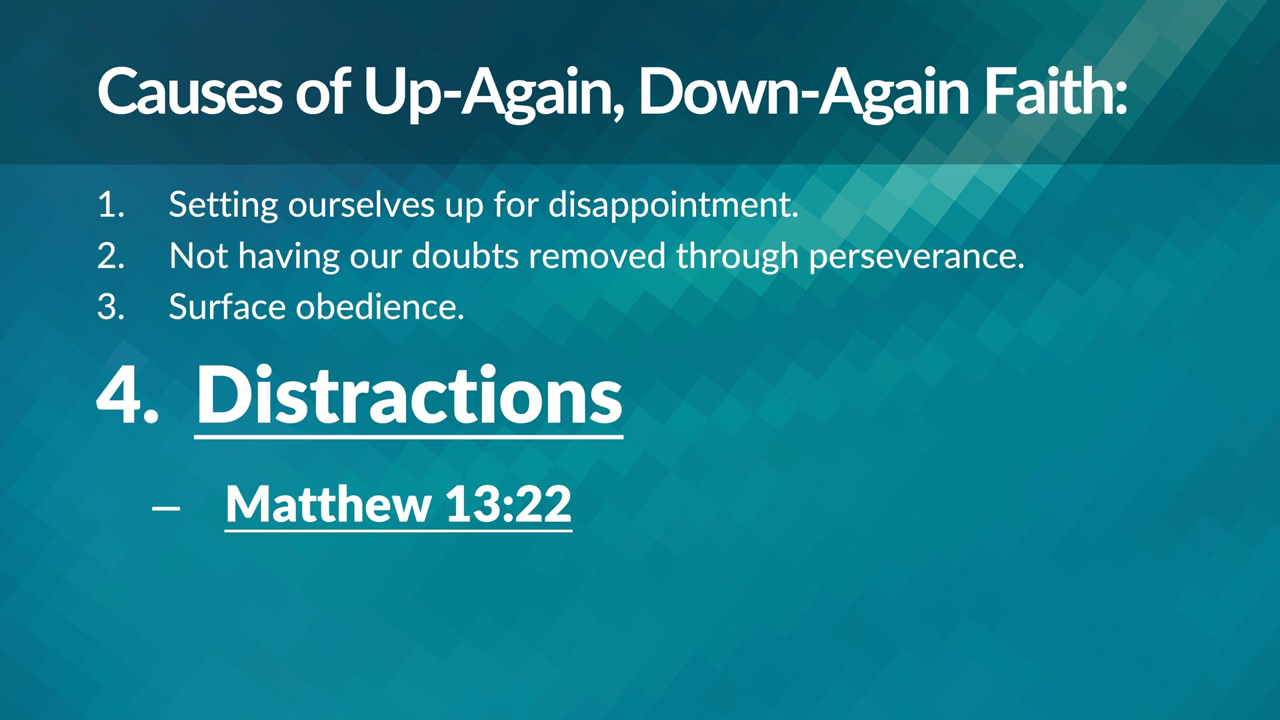 Causes of Up-Again, Down-Again Faith:
1. Setting ourselves up for disappointment.
2. Not having our doubts removed through perseverance.
3. Surface obedience.
4. Distractions
– Matthew 13:22